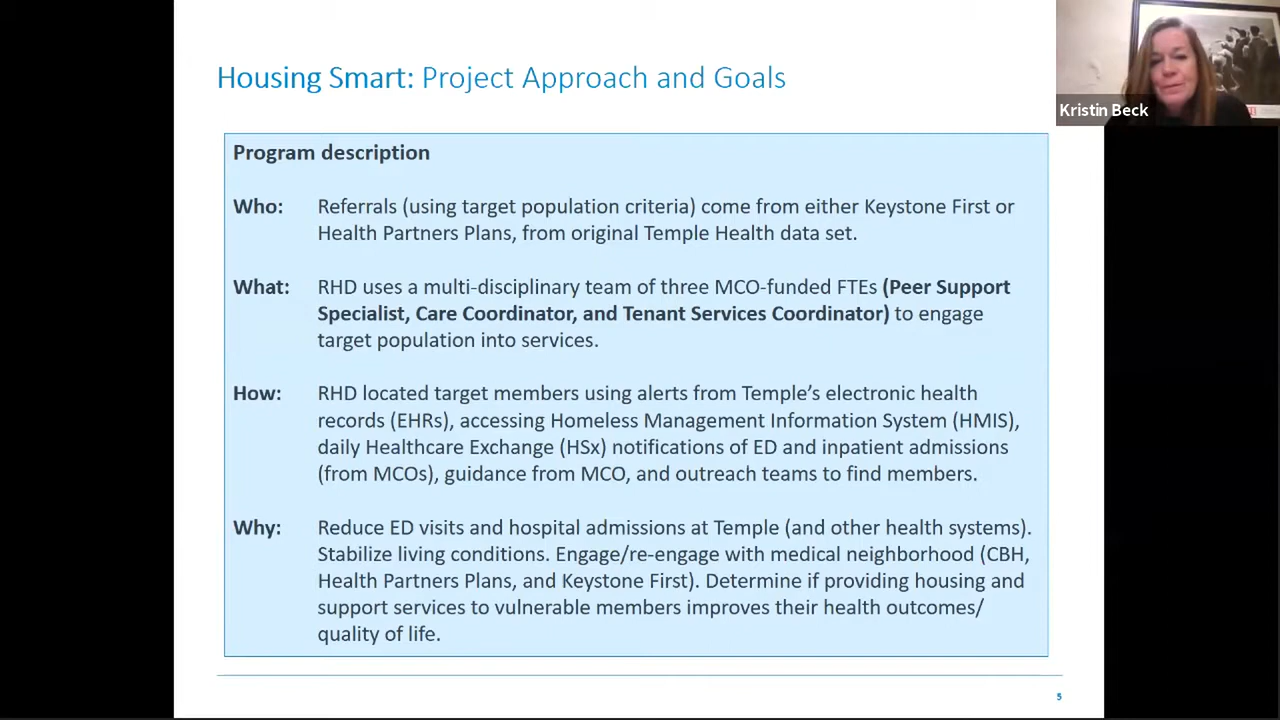 Housing Smart: Project Approach and Goals
Kristin Beck
Program description
Who: Referrals (using target population criteria) come from either Keystone First or
Health Partners Plans, from original Temple Health data set.
What: RHD uses a multi-disciplinary team of three MCO-funded FTEs (Peer Support
Specialist, Care Coordinator, and Tenant Services Coordinator) to engage
target population into services.
How: RHD located target members using alerts from Temple’s electronic health
records (EHRs), accessing Homeless Management Information System (HMIS),
daily Healthcare Exchange (HSx) notifications of ED and inpatient admissions
(from MCOs), guidance from MCO, and outreach teams to find members.
Why: Reduce ED visits and hospital admissions at Temple (and other health systems).
Stabilize living conditions. Engage/re-engage with medical neighborhood (CBH,
Health Partners Plans, and Keystone First). Determine if providing housing and
support services to vulnerable members improves their health outcomes/
quality of life.
5